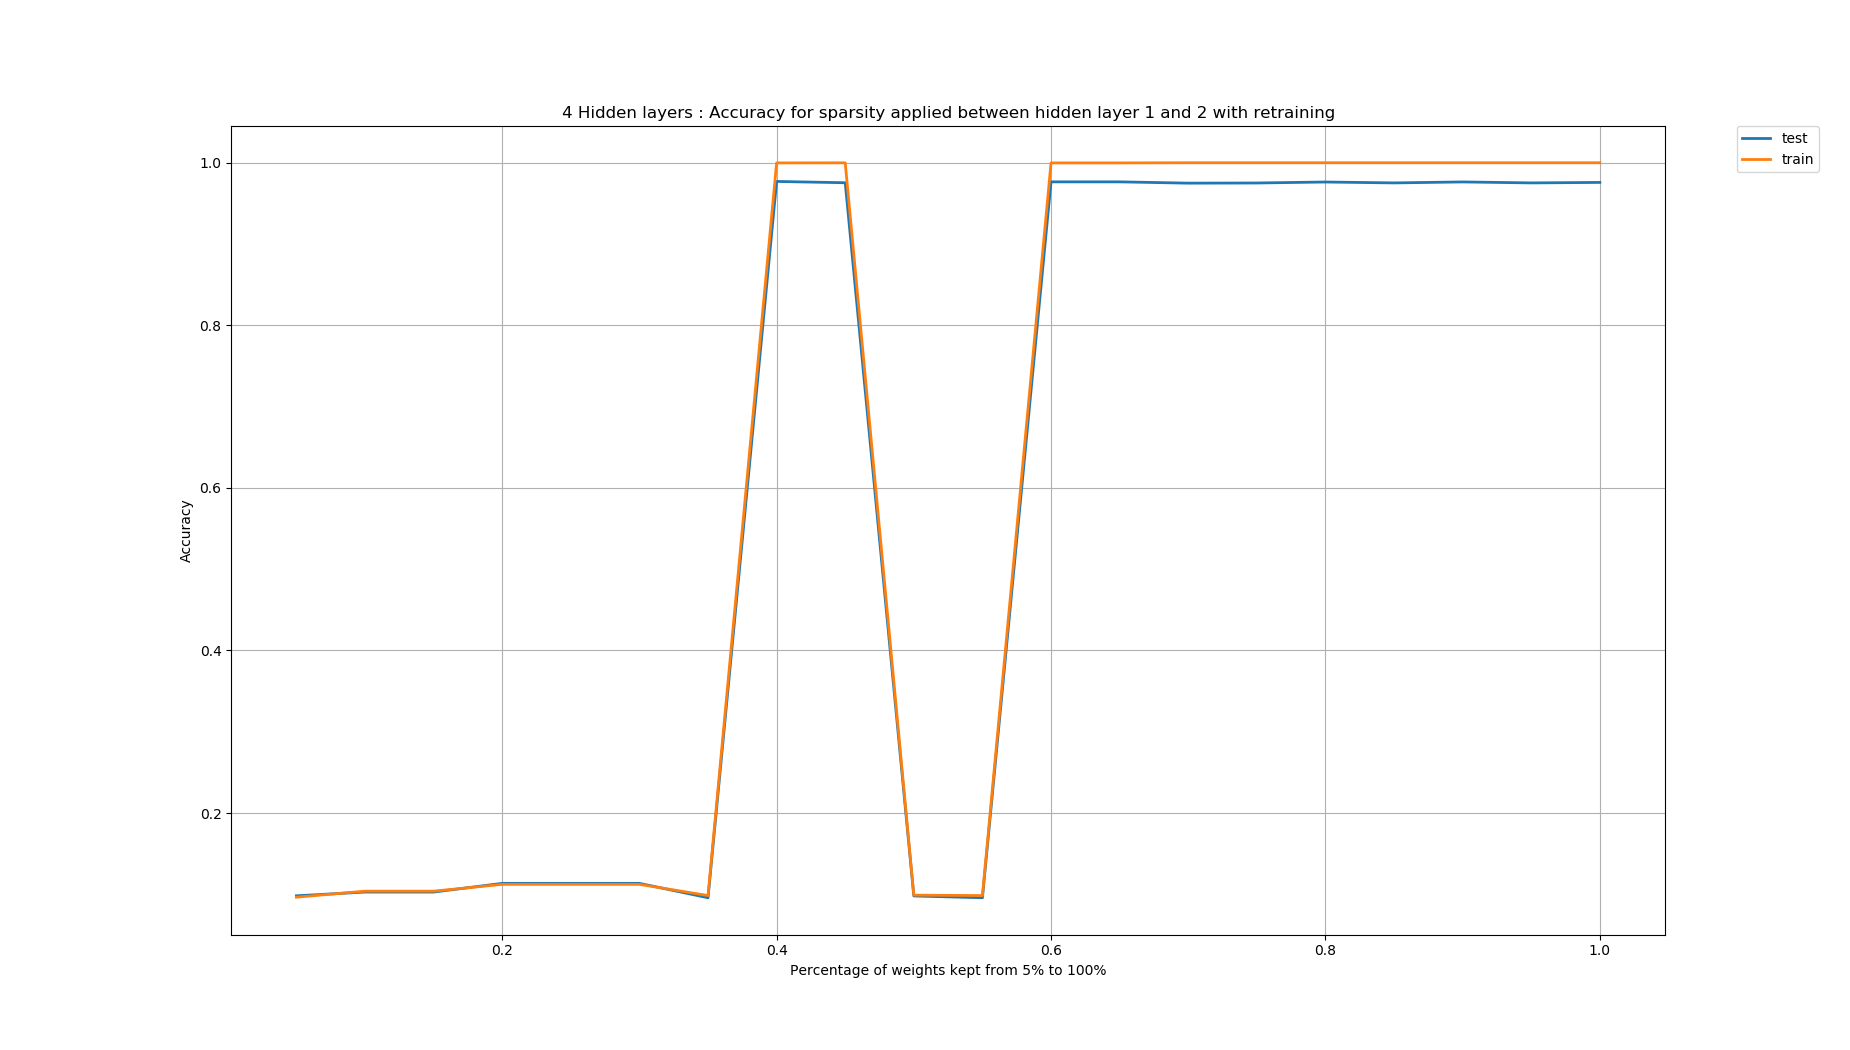 4 Hidden layers : Accuracy for sparsity applied between hidden layer 1 and 2 with retraining
test
train
1.0
0.8
0.6
0.4
0.2
Accuracy
0.2 0.4 0.6 0.8 1.0
Percentage of weights kept from 5% to 100%